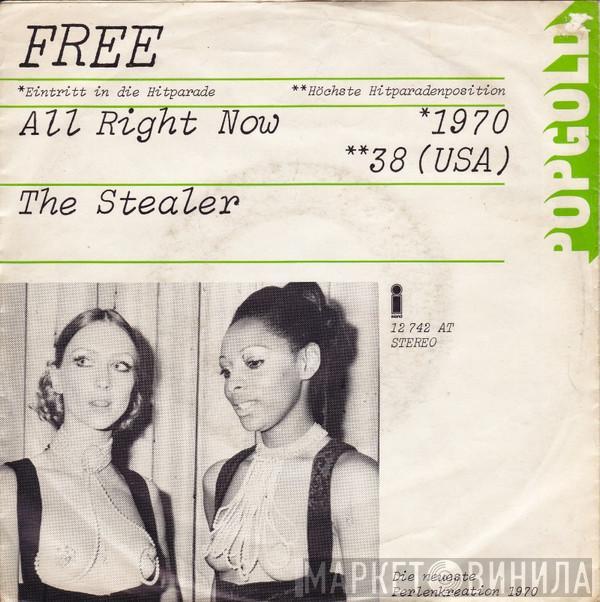 FREE
*Eintritt in die Hitparade **Höchste Hitparadenposition
All Right Now *1970
**38 (USA)
The Stealer
POPGOLD
island
12 742 AT
STEREO
Die neueste
Perlenkreation 1970
МАРКЕТ ВИНИЛА